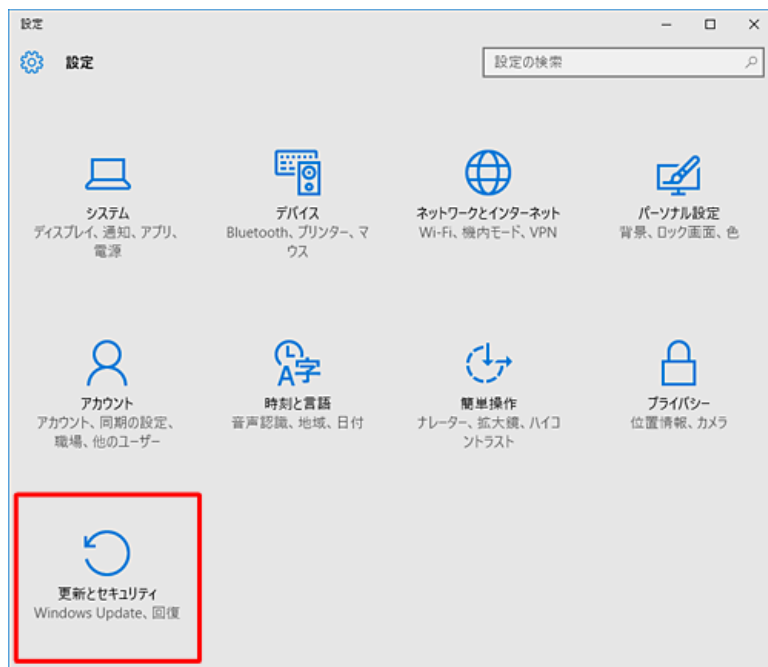 設定
設定
設定の検索
システム
ディスプレイ、通知、アプリ、
電源
デバイス
Bluetooth、プリンター、マ
ウス
ネットワークとインターネット
Wi-Fi、機内モード、VPN
パーソナル設定
背景、ロック画面、色
アカウント
アカウント、同期の設定、
職場、他のユーザー
時刻と言語
音声認識、地域、日付
簡単操作
ナレーター、拡大鏡、ハイコ
ントラスト
プライバシー
位置情報、カメラ
更新とセキュリティ
Windows Update、回復